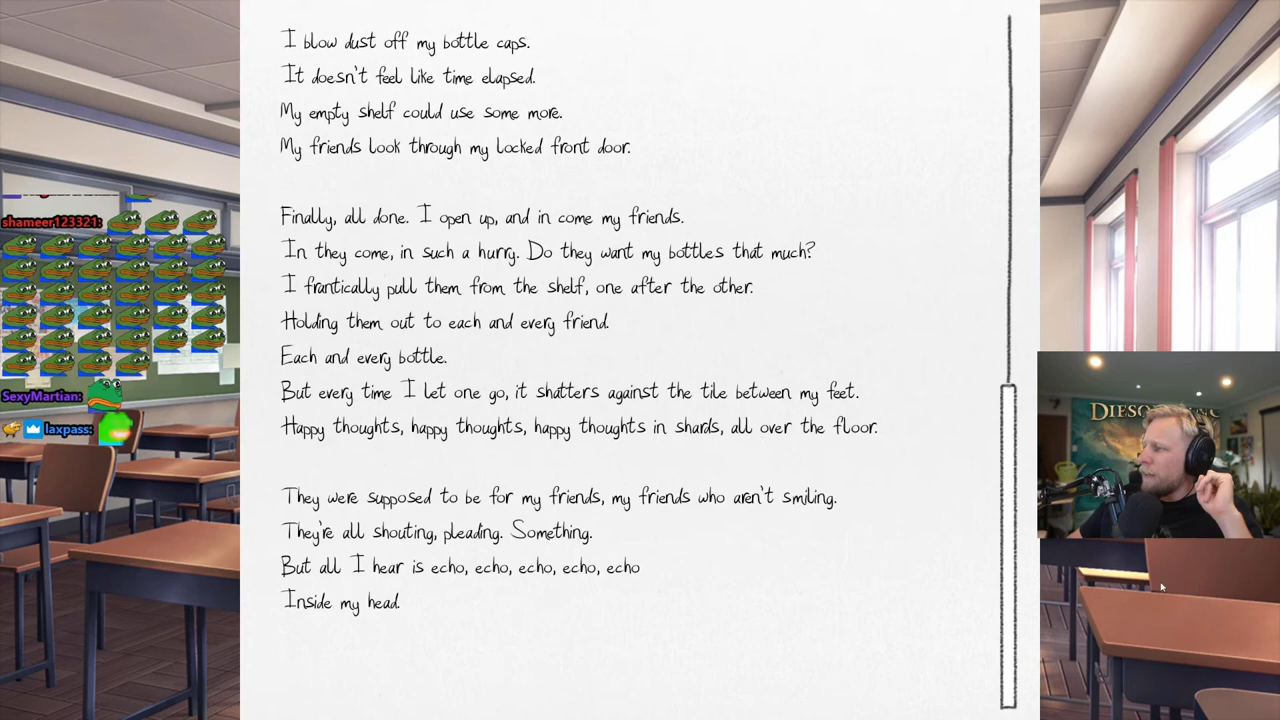 I blow dust off my bottle caps.
It doesn't feel like time elapsed.
My empty shelf could use some more.
My friends look through my locked front door.
Finally, all done. I open up, and in come my friends.
In they come, in such a hurry. Do they want my bottles that much?
I frantically pull them from the shelf, one after the other.
Holding them out to each and every friend.
Each and every bottle.
But every time I let one go, it shatters against the tile between my feet.
Happy thoughts, happy thoughts, happy thoughts in shards, all over the floor.
They were supposed to be for my friends, my friends who aren't smiling.
They're all shouting, pleading. Something.
But all I hear is echo, echo, echo, echo, echo
Inside my head.
shameer123321:
SexyMartian:
laxpass: